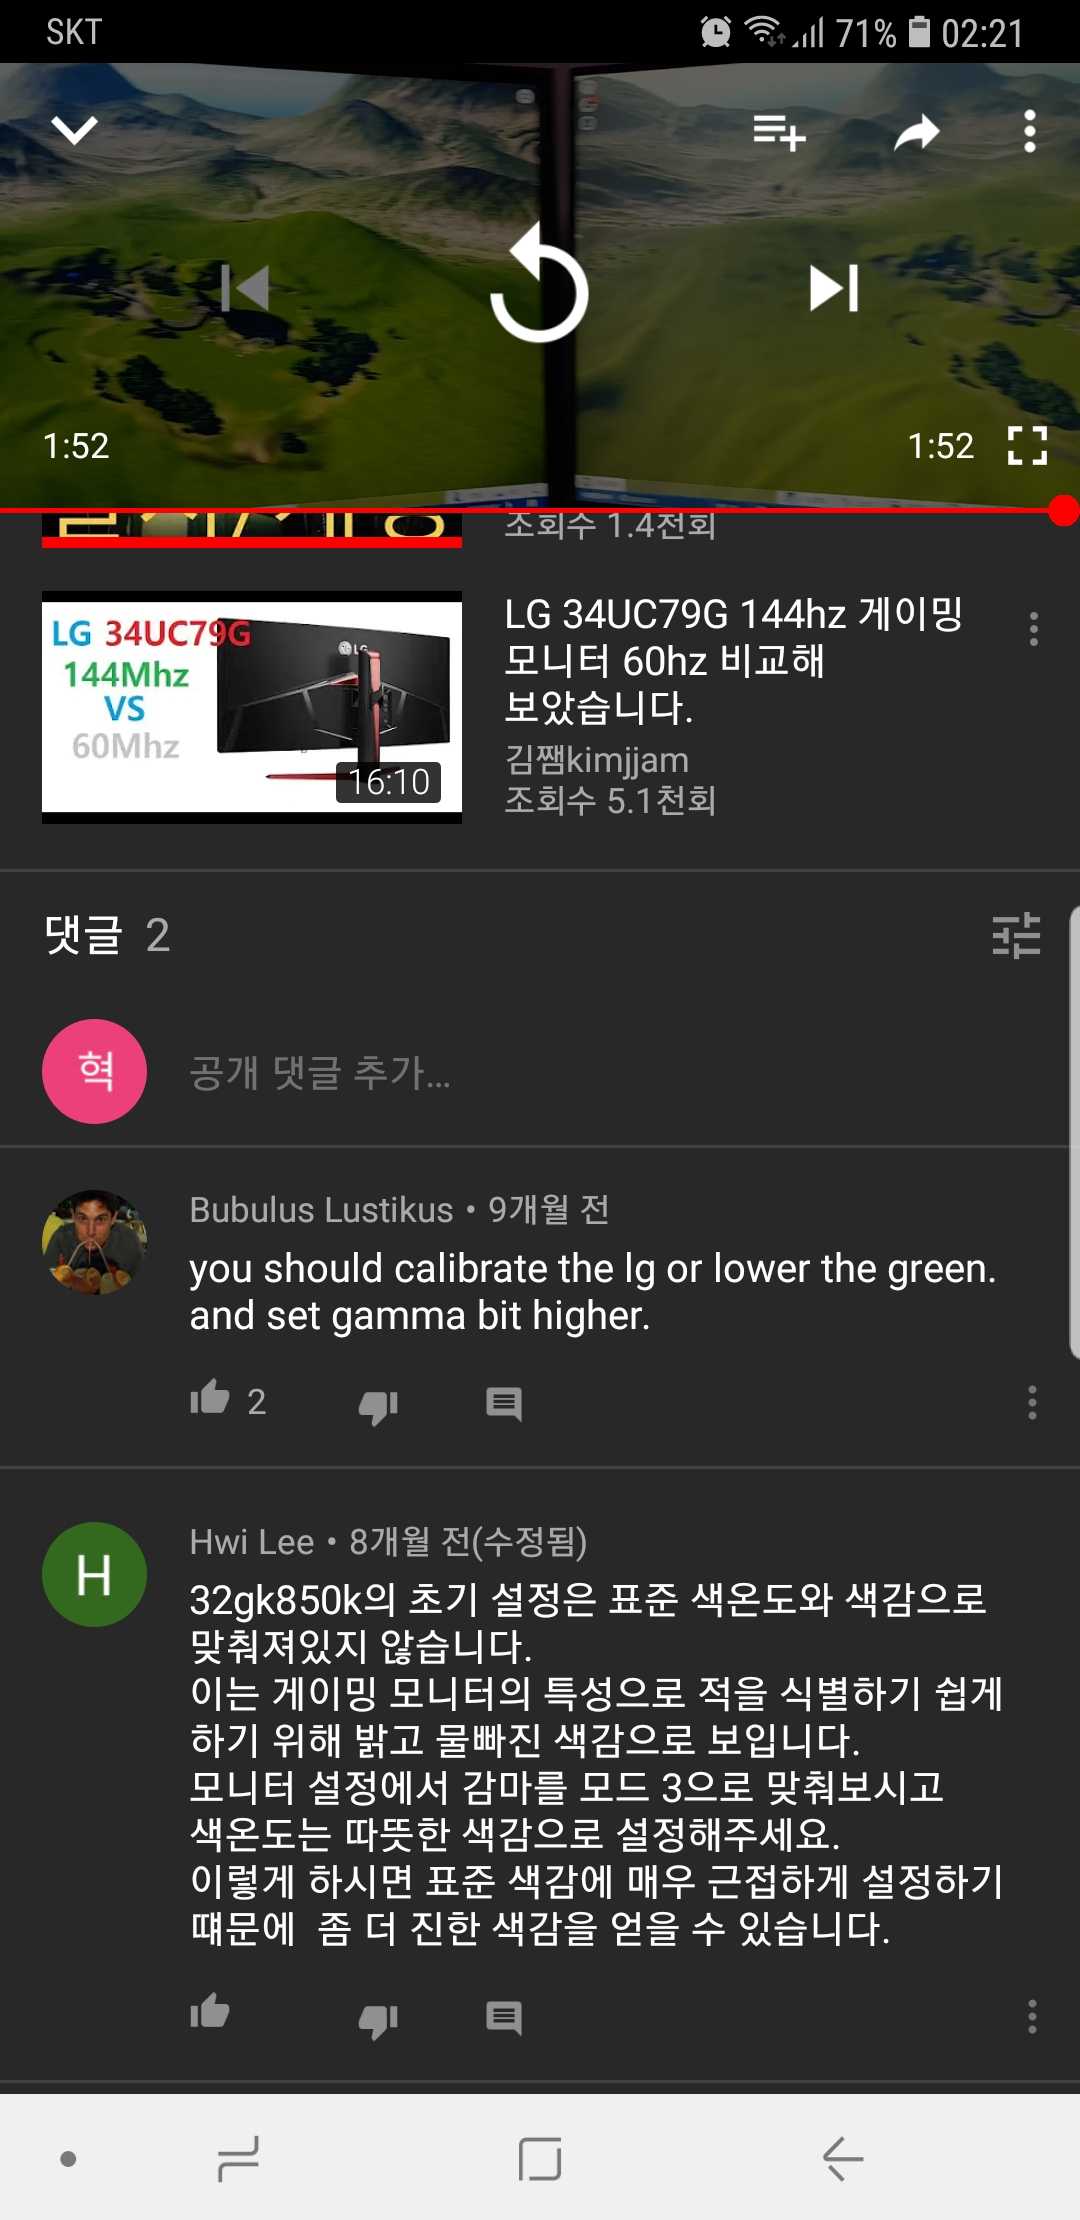 SKT
71%
02:21
1:52
1:52
조회수 1.4천회
LG 34UC79G
144Mhz
VS
60Mhz
LG
16:10
LG 34UC79G 144hz 게이밍
모니터 60hz 비교해
보았습니다.
김쨈kimjjam
조회수 5.1천회
댓글 2
혁
공개 댓글 추가...
Bubulus Lustikus • 9개월 전
you should calibrate the lg or lower the green.
and set gamma bit higher.
2
H
Hwi Lee • 8개월 전(수정됨)
32gk850k의 초기 설정은 표준 색온도와 색감으로
맞춰져있지 않습니다.
이는 게이밍 모니터의 특성으로 적을 식별하기 쉽게
하기 위해 밝고 물빠진 색감으로 보입니다.
모니터 설정에서 감마를 모드 3으로 맞춰보시고
색온도는 따뜻한 색감으로 설정해주세요.
이렇게 하시면 표준 색감에 매우 근접하게 설정하기
떄문에  좀 더 진한 색감을 얻을 수 있습니다.